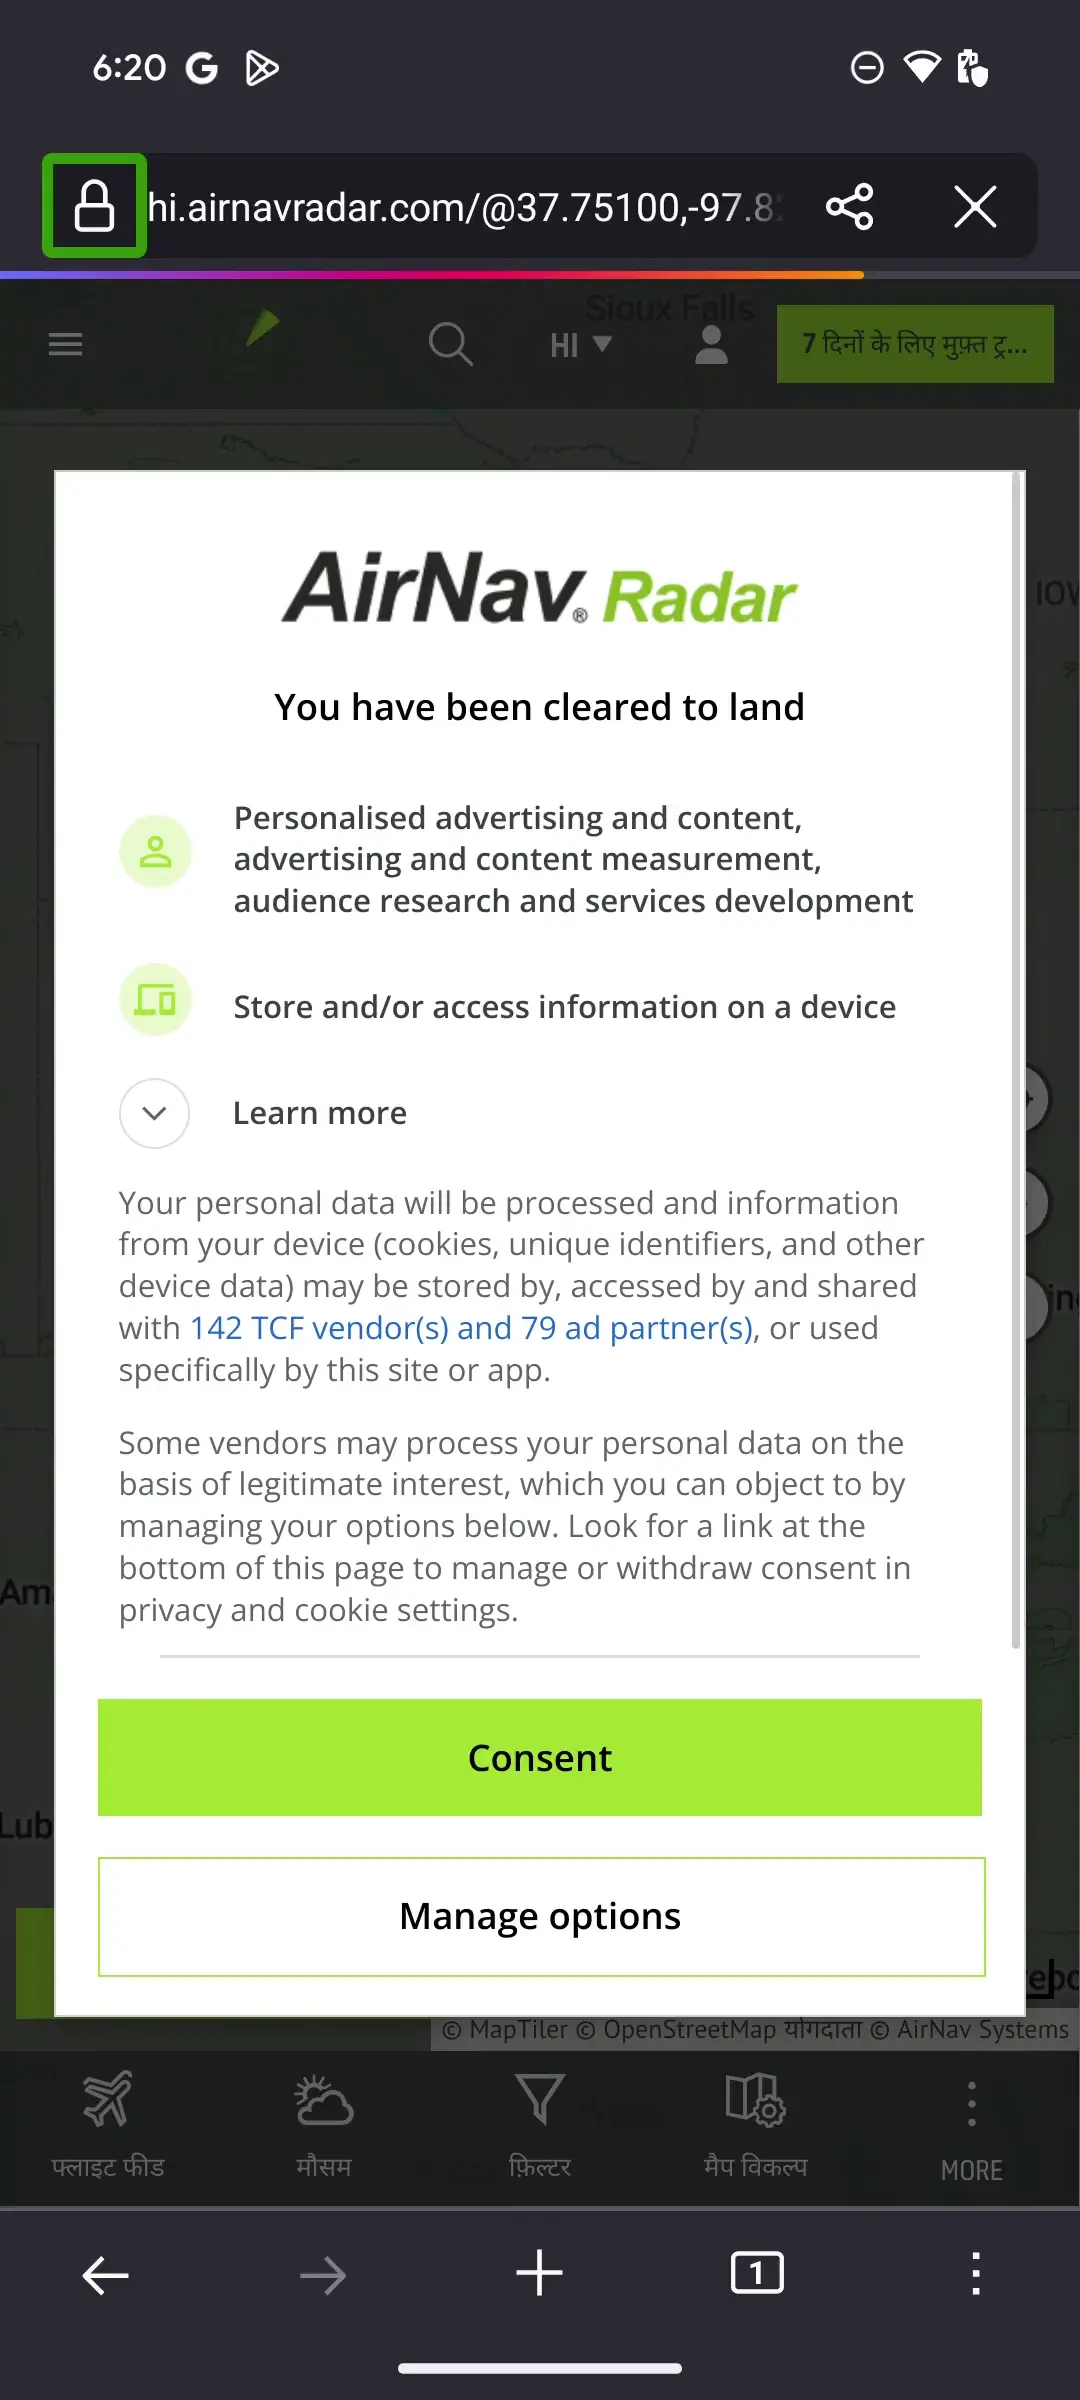 6:20
hi.airnavradar.com/@37.75100,-97.8
Sioux Falls
HI
7 दिनों के लिए मुफ़्त ट्र...
AirNav® Radar
You have been cleared to land
Personalised advertising and content,
advertising and content measurement,
audience research and services development
Store and/or access information on a device
Learn more
Your personal data will be processed and information
from your device (cookies, unique identifiers, and other
device data) may be stored by, accessed by and shared
with 142 TCF vendor(s) and 79 ad partner(s), or used
specifically by this site or app.
Some vendors may process your personal data on the
basis of legitimate interest, which you can object to by
managing your options below. Look for a link at the
bottom of this page to manage or withdraw consent in
privacy and cookie settings.
Am
Lub
Consent
Manage options
© MapTiler © OpenStreetMap योगदाता © AirNav Systems
फ्लाइट फीड
मौसम
फ़िल्टर
मैप विकल्प
MORE
1